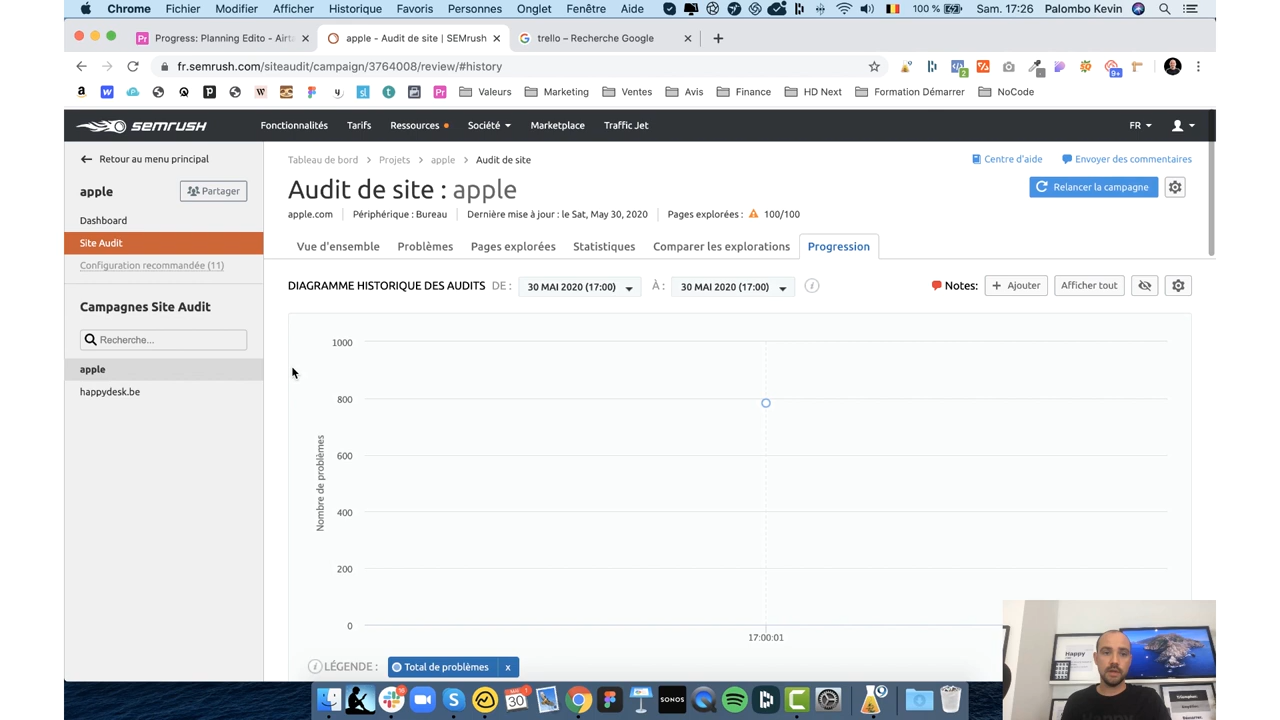 Chrome Fichier Modifier Afficher Historique Favoris Personnes Onglet Fenêtre Aide 100 % Sam. 17:26 Palombo Kevin
Progress: Planning Edito - Airta
apple - Audit de site | SEMrush
trello – Recherche Google
fr.semrush.com/siteaudit/campaign/3764008/review/#history
Valeurs Marketing Ventes Avis Finance HD Next Formation Démarrer NoCode
SEMRUSH Fonctionnalités Tarifs Ressources Société Marketplace Traffic Jet FR
Retour au menu principal
apple Partager
Dashboard
Site Audit
Configuration recommandée (11)
Campagnes Site Audit
Recherche...
apple
happydesk.be
Tableau de bord > Projets > apple > Audit de site
Centre d'aide Envoyer des commentaires
Audit de site : apple
Relancer la campagne
apple.com Périphérique : Bureau Dernière mise à jour : le Sat, May 30, 2020 Pages explorées : 100/100
Vue d'ensemble Problèmes Pages explorées Statistiques Comparer les explorations Progression
DIAGRAMME HISTORIQUE DES AUDITS DE : 30 MAI 2020 (17:00) À : 30 MAI 2020 (17:00)
Notes: + Ajouter Afficher tout
1000
800
600
400
200
0
Nombre de problèmes
17:00:01
LÉGENDE : Total de problèmes x
SONOS
Happy